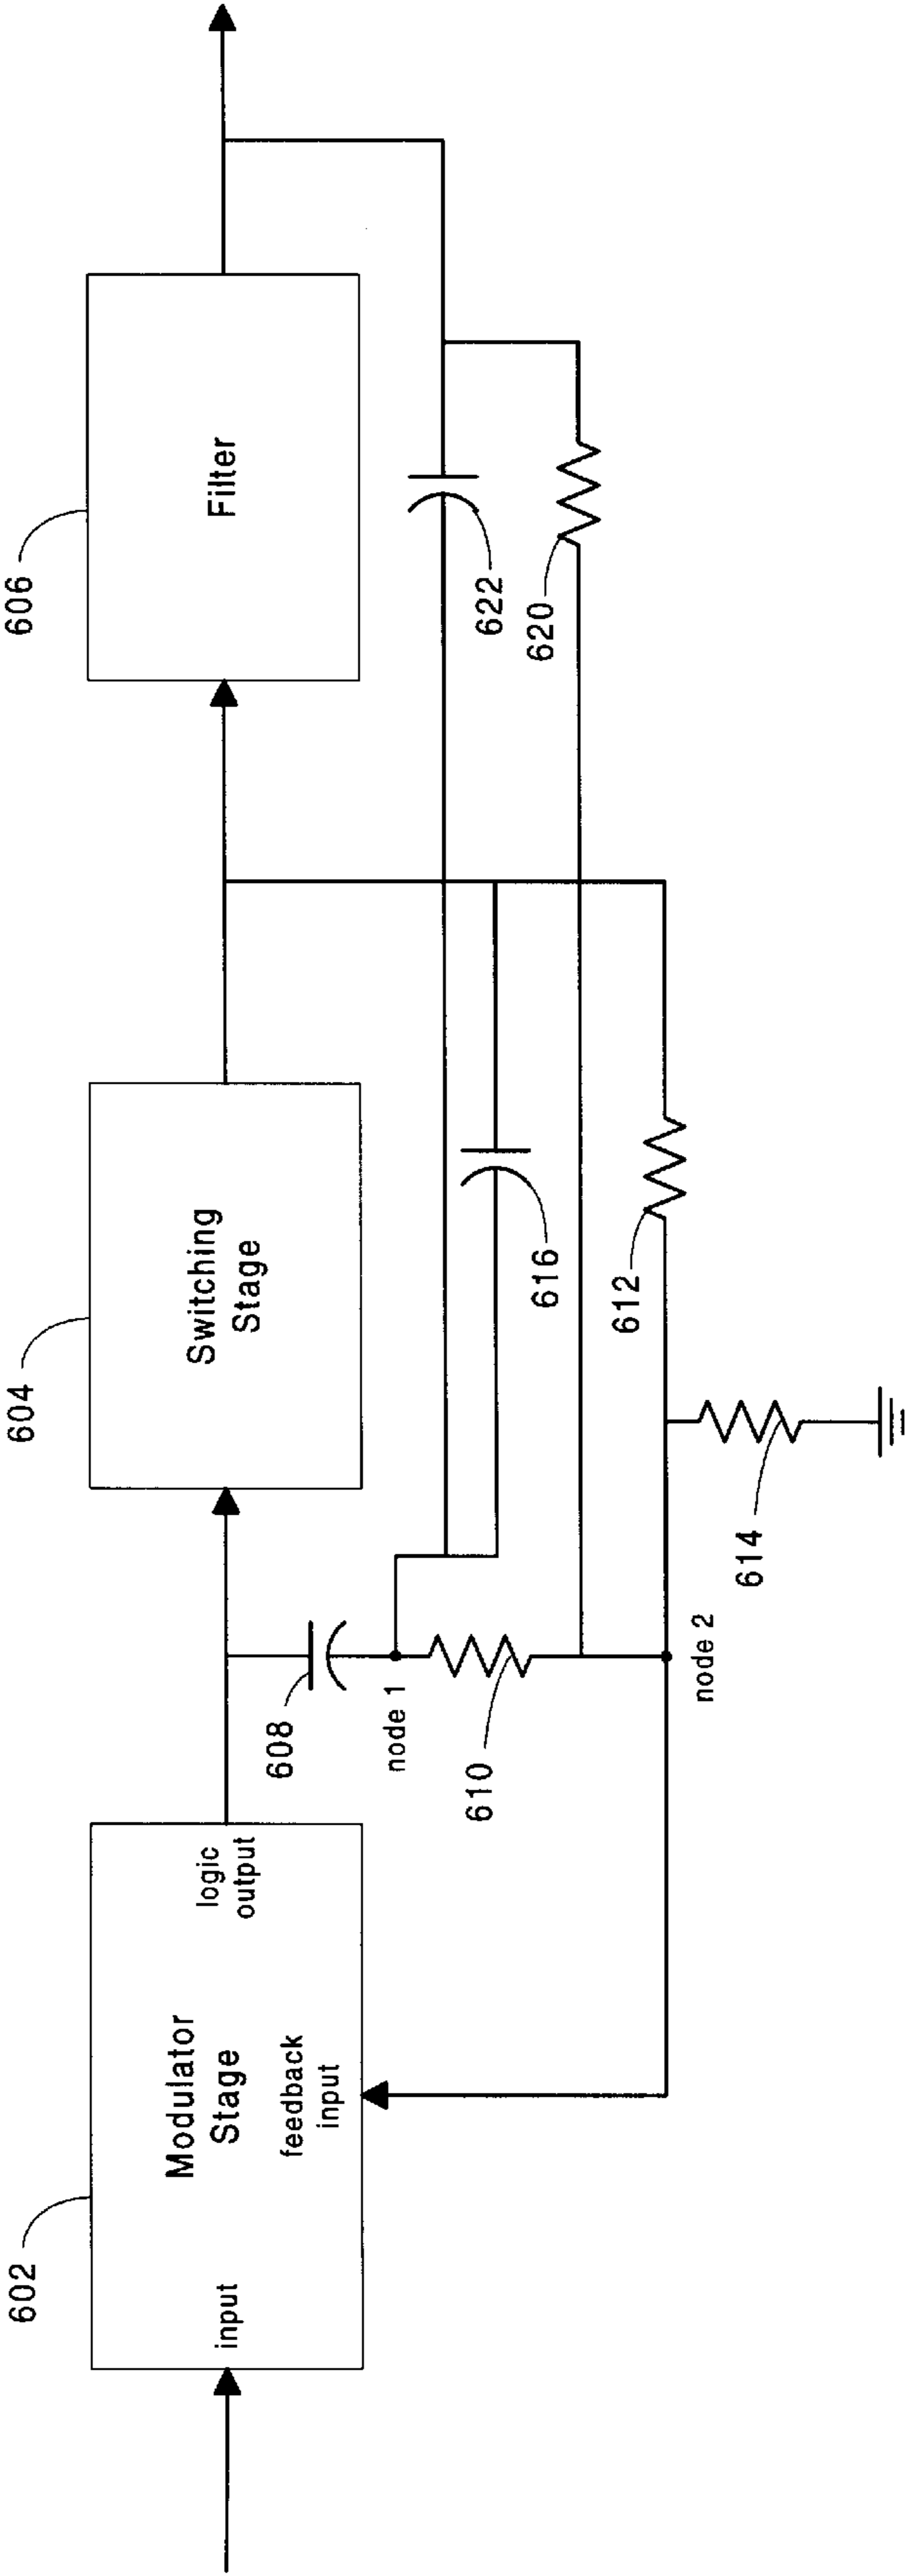 602
604
606
input
Modulator
Stage
feedback
input
logic
output
Switching
Stage
Filter
608
node 1
610
616
622
620
612
614
node 2